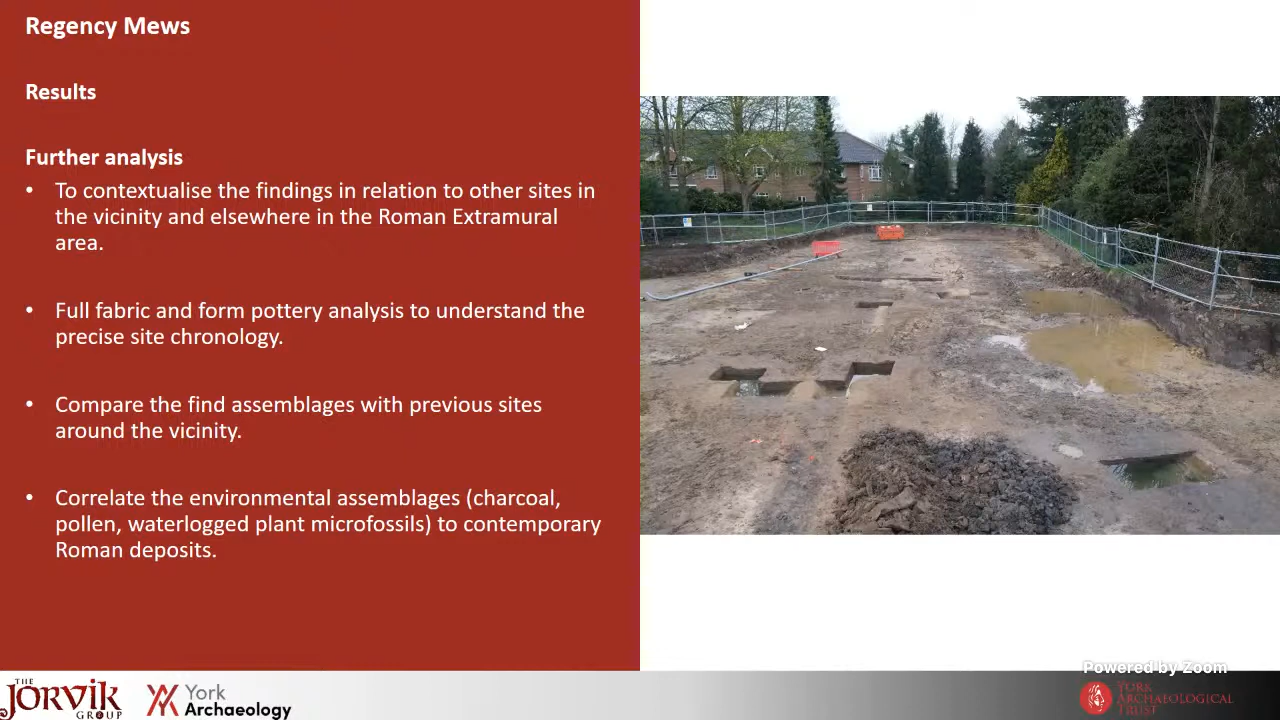 Regency Mews
Results
Further analysis
• To contextualise the findings in relation to other sites in
the vicinity and elsewhere in the Roman Extramural
area.
• Full fabric and form pottery analysis to understand the
precise site chronology.
• Compare the find assemblages with previous sites
around the vicinity.
• Correlate the environmental assemblages (charcoal,
pollen, waterlogged plant microfossils) to contemporary
Roman deposits.
Powered by Zoom
THE
JORVIK
GROUP
York
Archaeology
YORK
ARCHAEOLOGICAL
TRUST